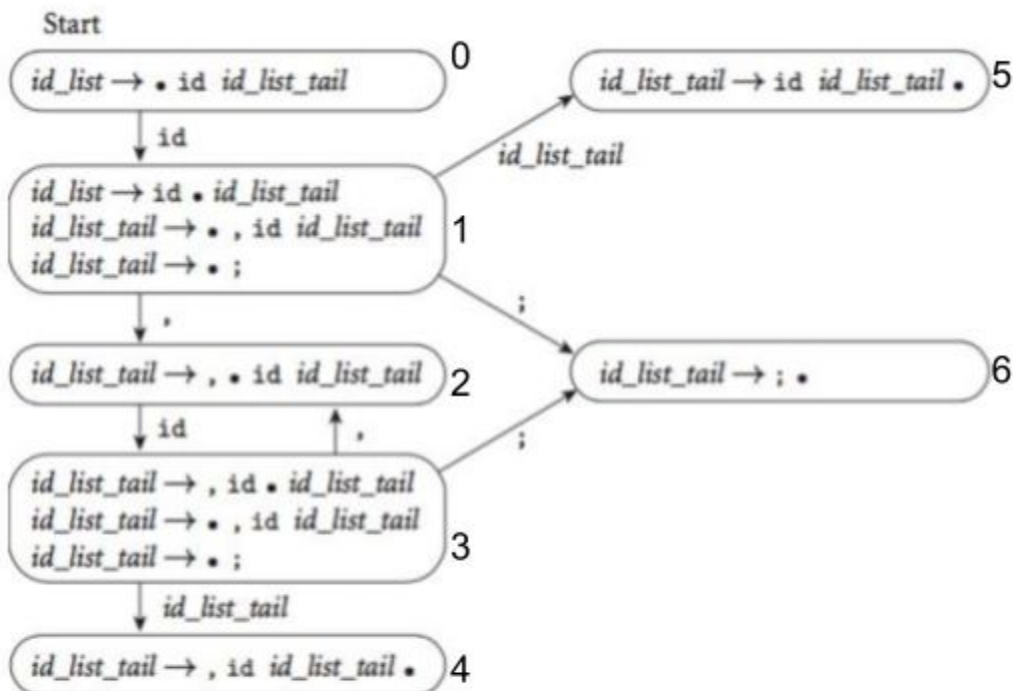 Start
0
id_list → • id id_list_tail
id
id_list → id • id_list_tail
id_list_tail → • , id id_list_tail
id_list_tail → • ;
1
,
id_list_tail → , • id id_list_tail
2
id
,
id_list_tail → , id • id_list_tail
id_list_tail → • , id id_list_tail
id_list_tail → • ;
3
id_list_tail
id_list_tail → , id id_list_tail •
4
id_list_tail → id id_list_tail •
5
id_list_tail
;
id_list_tail → ; •
6
;